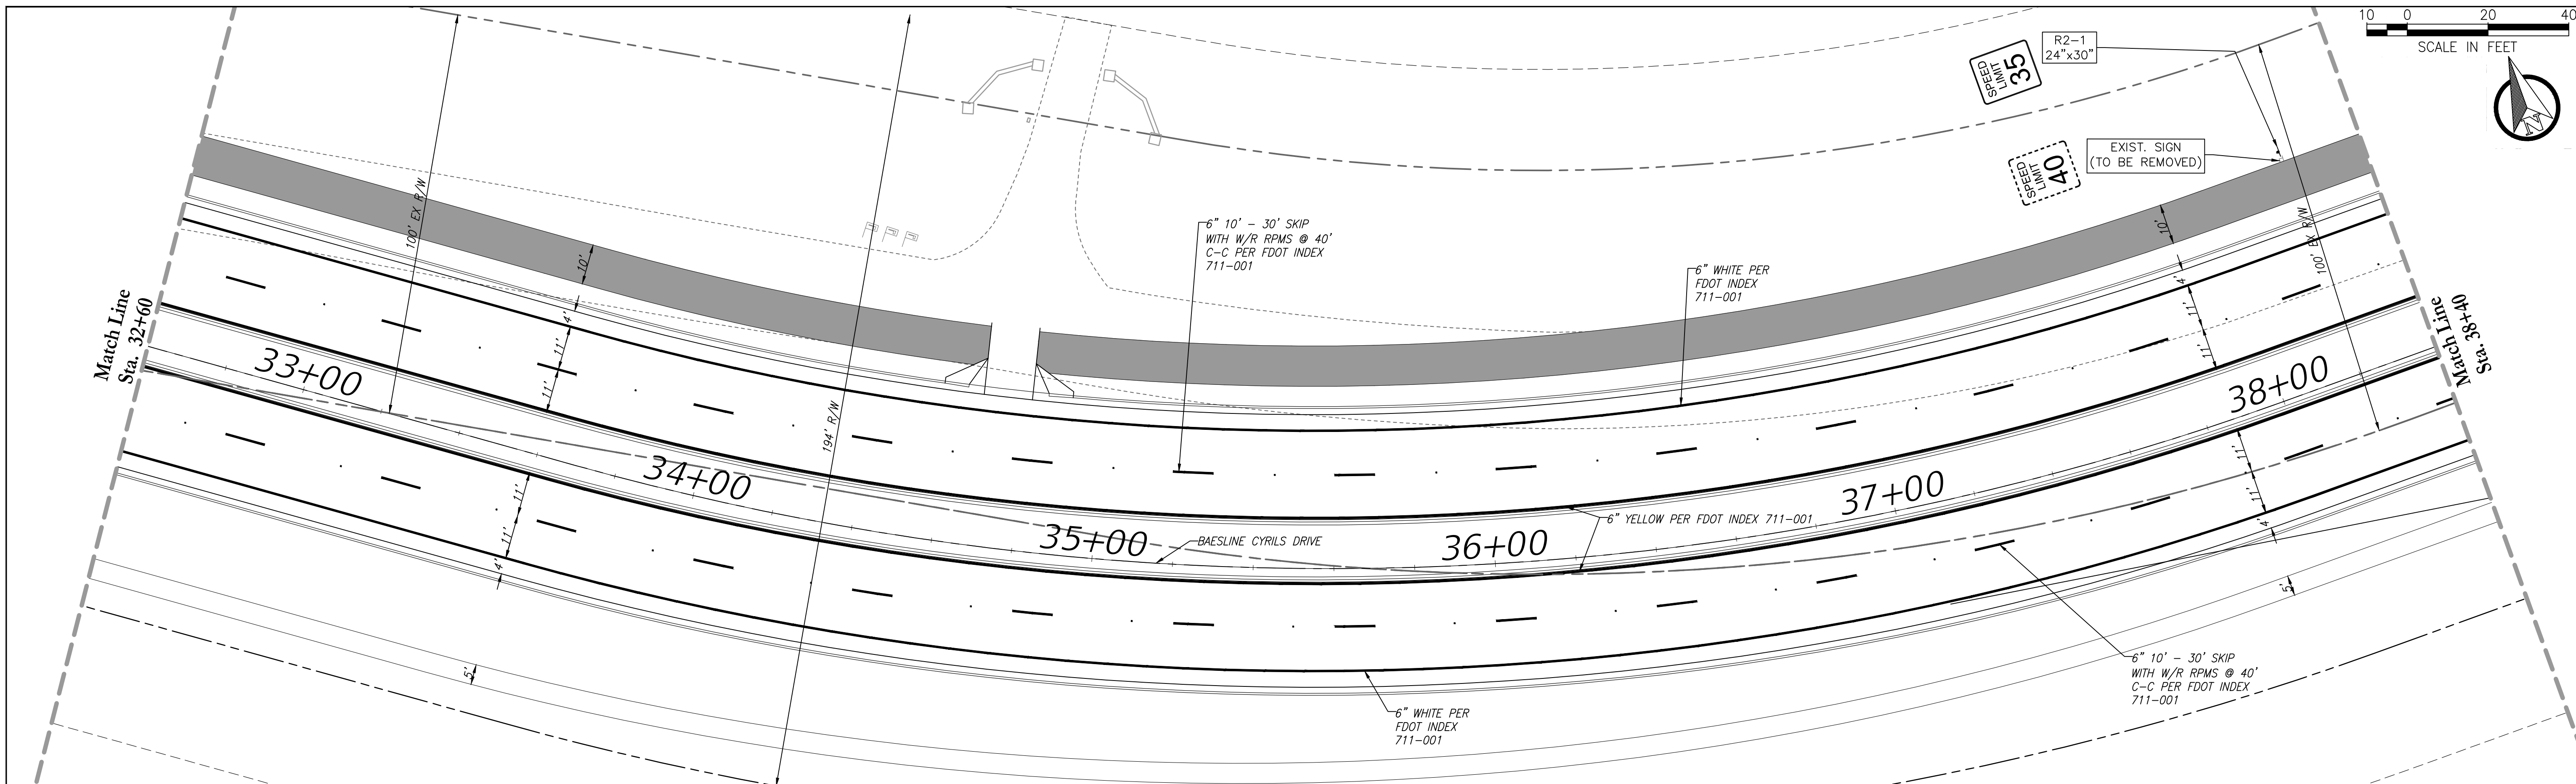 10 0 20 40
SCALE IN FEET
N
R2-1
24"x30"
SPEED
LIMIT
35
EXIST. SIGN
(TO BE REMOVED)
SPEED
LIMIT
40
100' EX R/W
194' R/W
100' EX R/W
6" 10' - 30' SKIP
WITH W/R RPMS @ 40'
C-C PER FDOT INDEX
711-001
6" WHITE PER
FDOT INDEX
711-001
10'
4'
11'
11'
10'
4'
11'
11'
Match Line
Sta. 32+60
Match Line
Sta. 38+40
33+00
34+00
35+00
36+00
37+00
38+00
6" YELLOW PER FDOT INDEX 711-001
BAESLINE CYRILS DRIVE
11'
11'
4'
5'
11'
11'
4'
5'
6" 10' - 30' SKIP
WITH W/R RPMS @ 40'
C-C PER FDOT INDEX
711-001
6" WHITE PER
FDOT INDEX
711-001